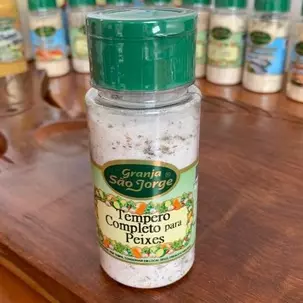 Granja
São Jorge®
Tempero
Completo para
Peixes